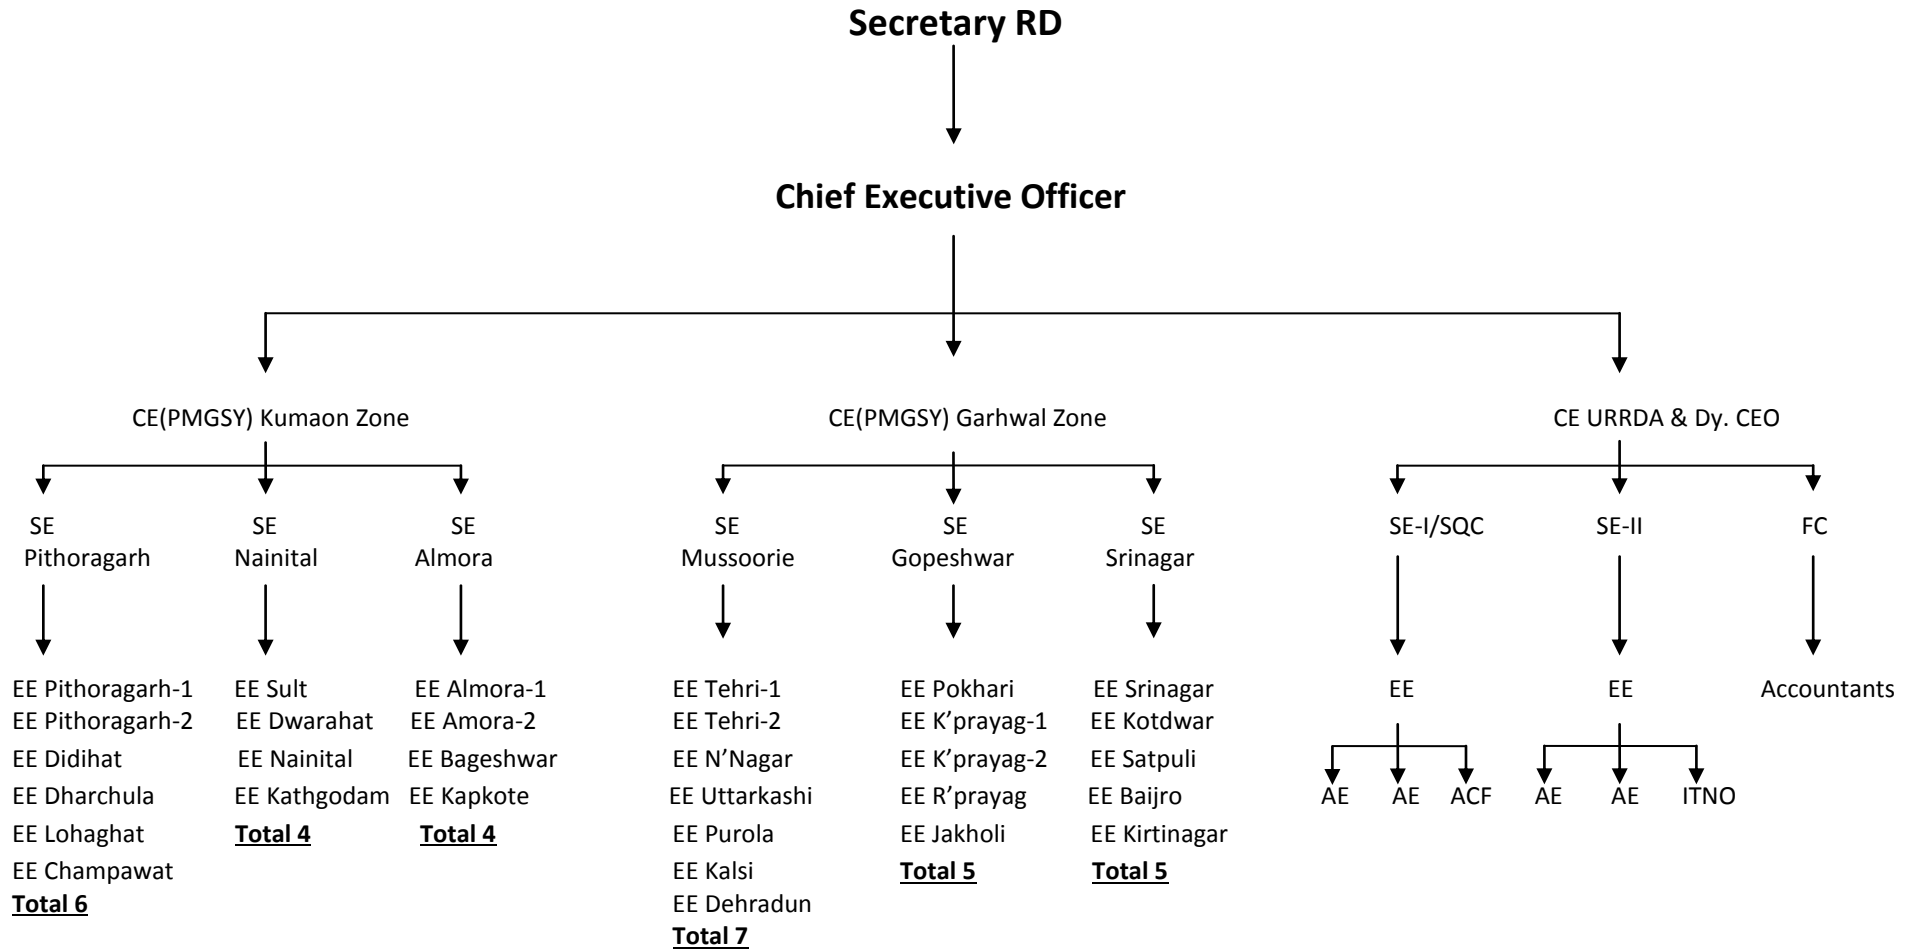 Secretary RD
Chief Executive Officer
CE(PMGSY) Kumaon Zone
CE(PMGSY) Garhwal Zone
CE URRDA & Dy. CEO
SE
Pithoragarh
SE
Nainital
SE
Almora
SE
Mussoorie
SE
Gopeshwar
SE
Srinagar
SE-I/SQC
SE-II
FC
EE Pithoragarh-1
EE Pithoragarh-2
EE Didihat
EE Dharchula
EE Lohaghat
EE Champawat
Total 6
EE Sult
EE Dwarahat
EE Nainital
EE Kathgodam
Total 4
EE Almora-1
EE Amora-2
EE Bageshwar
EE Kapkote
Total 4
EE Tehri-1
EE Tehri-2
EE N’Nagar
EE Uttarkashi
EE Purola
EE Kalsi
EE Dehradun
Total 7
EE Pokhari
EE K’prayag-1
EE K’prayag-2
EE R’prayag
EE Jakholi
Total 5
EE Srinagar
EE Kotdwar
EE Satpuli
EE Baijro
EE Kirtinagar
Total 5
EE
AE
AE
ACF
EE
AE
AE
ITNO
Accountants